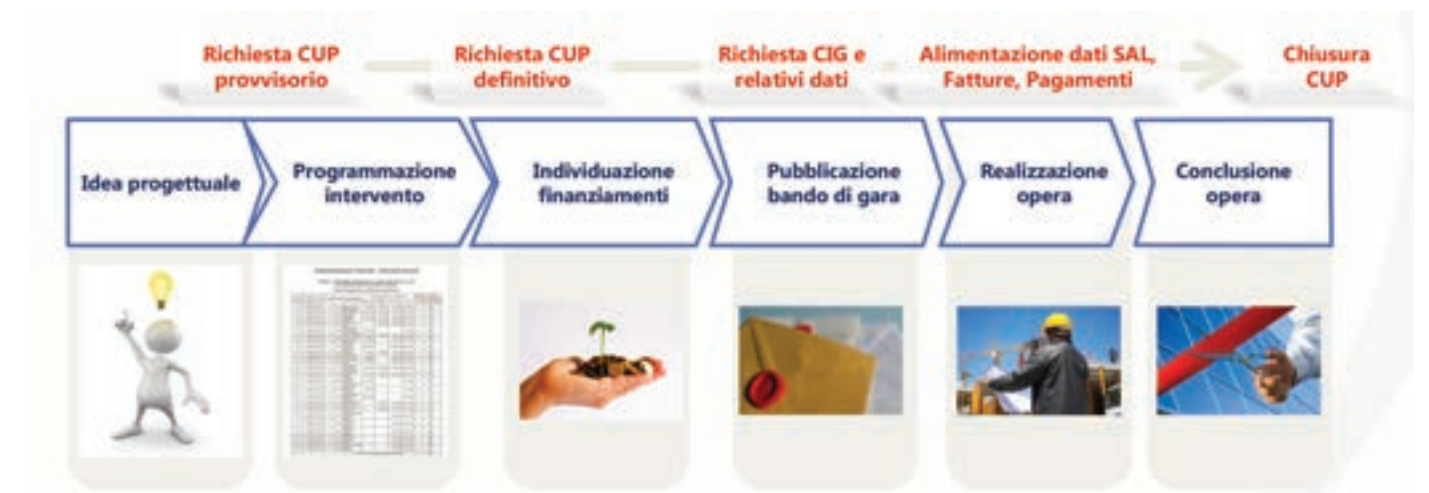 Richiesta CUP
provvisorio
Richiesta CUP
definitivo
Richiesta CIG e
relativi dati
Alimentazione dati SAL,
Fatture, Pagamenti
Chiusura
CUP
Idea progettuale
Programmazione
intervento
Individuazione
finanziamenti
Pubblicazione
bando di gara
Realizzazione
opera
Conclusione
opera